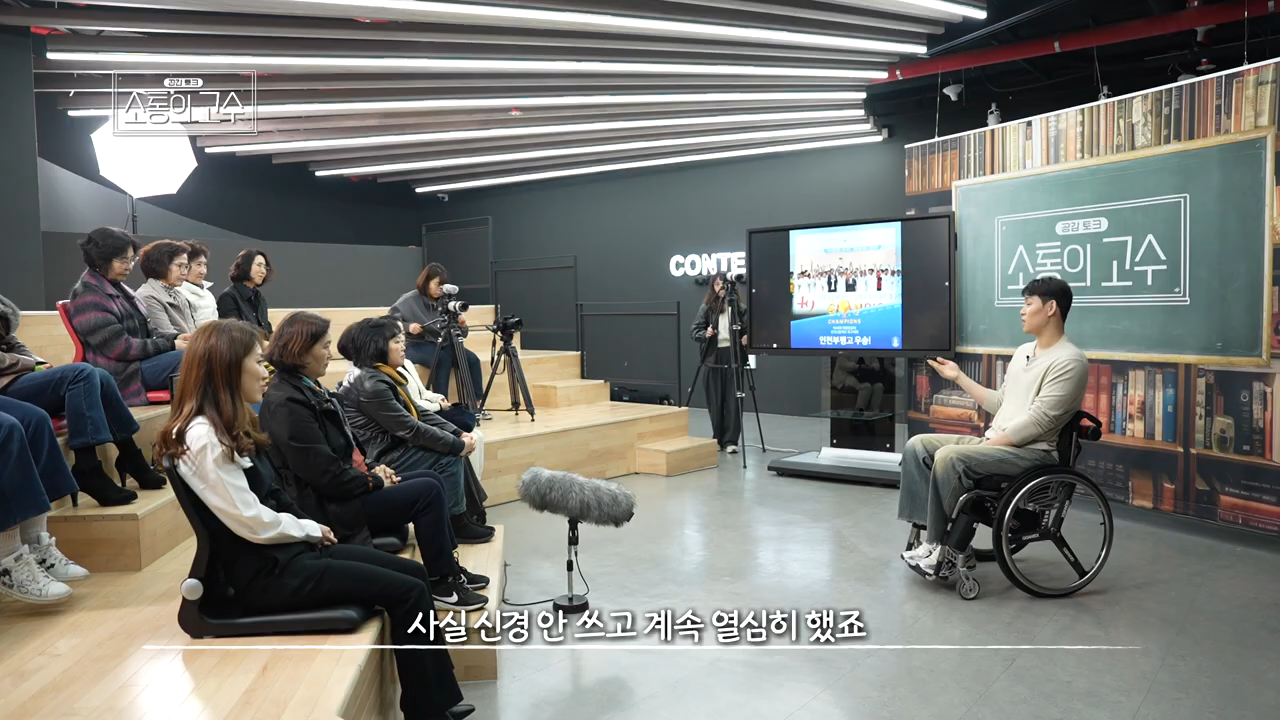 공감 토크
소통의 고수
CONTE
CHAMPIONS
인천부평고 우승!
공감 토크
소통의 고수
사실 신경 안 쓰고 계속 열심히 했죠